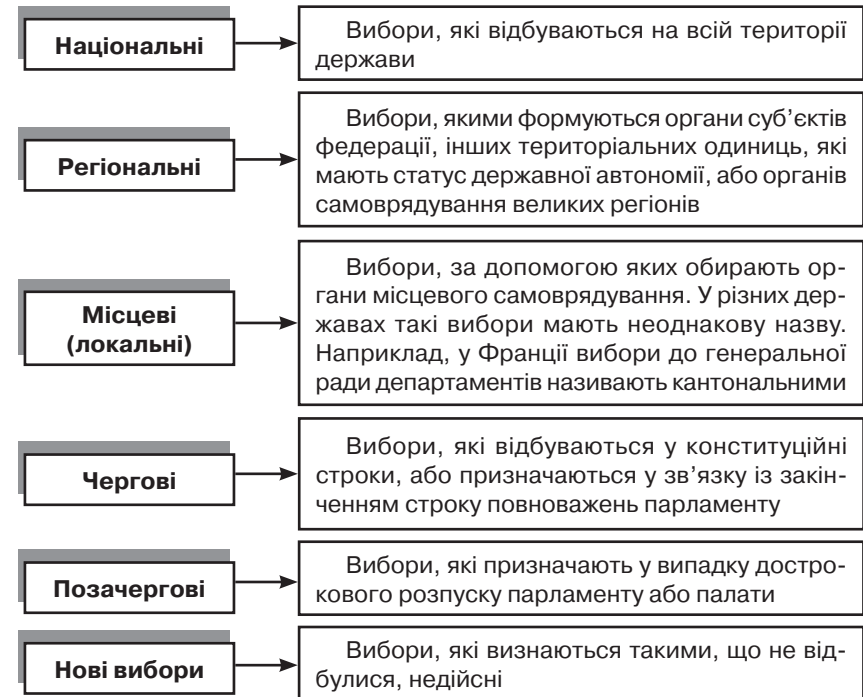 Національні
Вибори, які відбуваються на всій території
держави
Регіональні
Вибори, якими формуються органи суб’єктів
федерації, інших територіальних одиниць, які
мають статус державної автономії, або органів
самоврядування великих регіонів
Місцеві
(локальні)
Вибори, за допомогою яких обирають ор-
гани місцевого самоврядування. У різних дер-
жавах такі вибори мають неоднакову назву.
Наприклад, у Франції вибори до генеральної
ради департаментів називають кантональними
Чергові
Вибори, які відбуваються у конституційні
строки, або призначаються у зв’язку із закін-
ченням строку повноважень парламенту
Позачергові
Вибори, які призначають у випадку достро-
кового розпуску парламенту або палати
Нові вибори
Вибори, які визнаються такими, що не від-
булися, недійсні